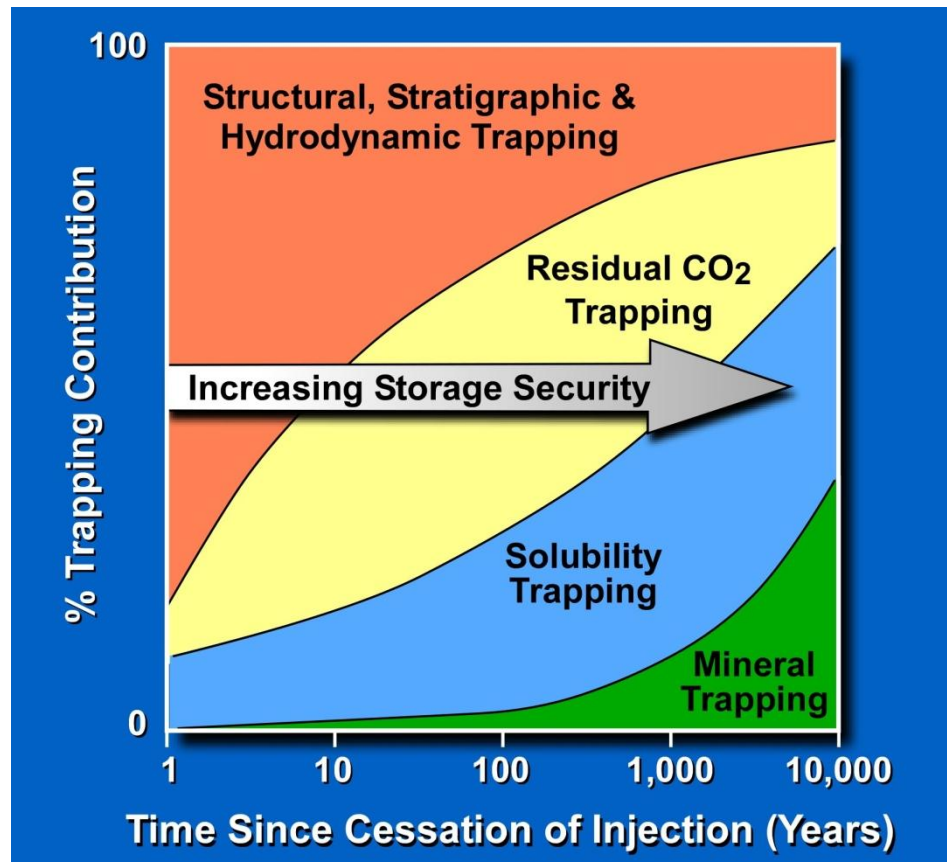 100
Structural, Stratigraphic &
Hydrodynamic Trapping
% Trapping Contribution
Residual CO2
Trapping
Increasing Storage Security
Solubility
Trapping
Mineral
Trapping
0
1 10 100 1,000 10,000
Time Since Cessation of Injection (Years)